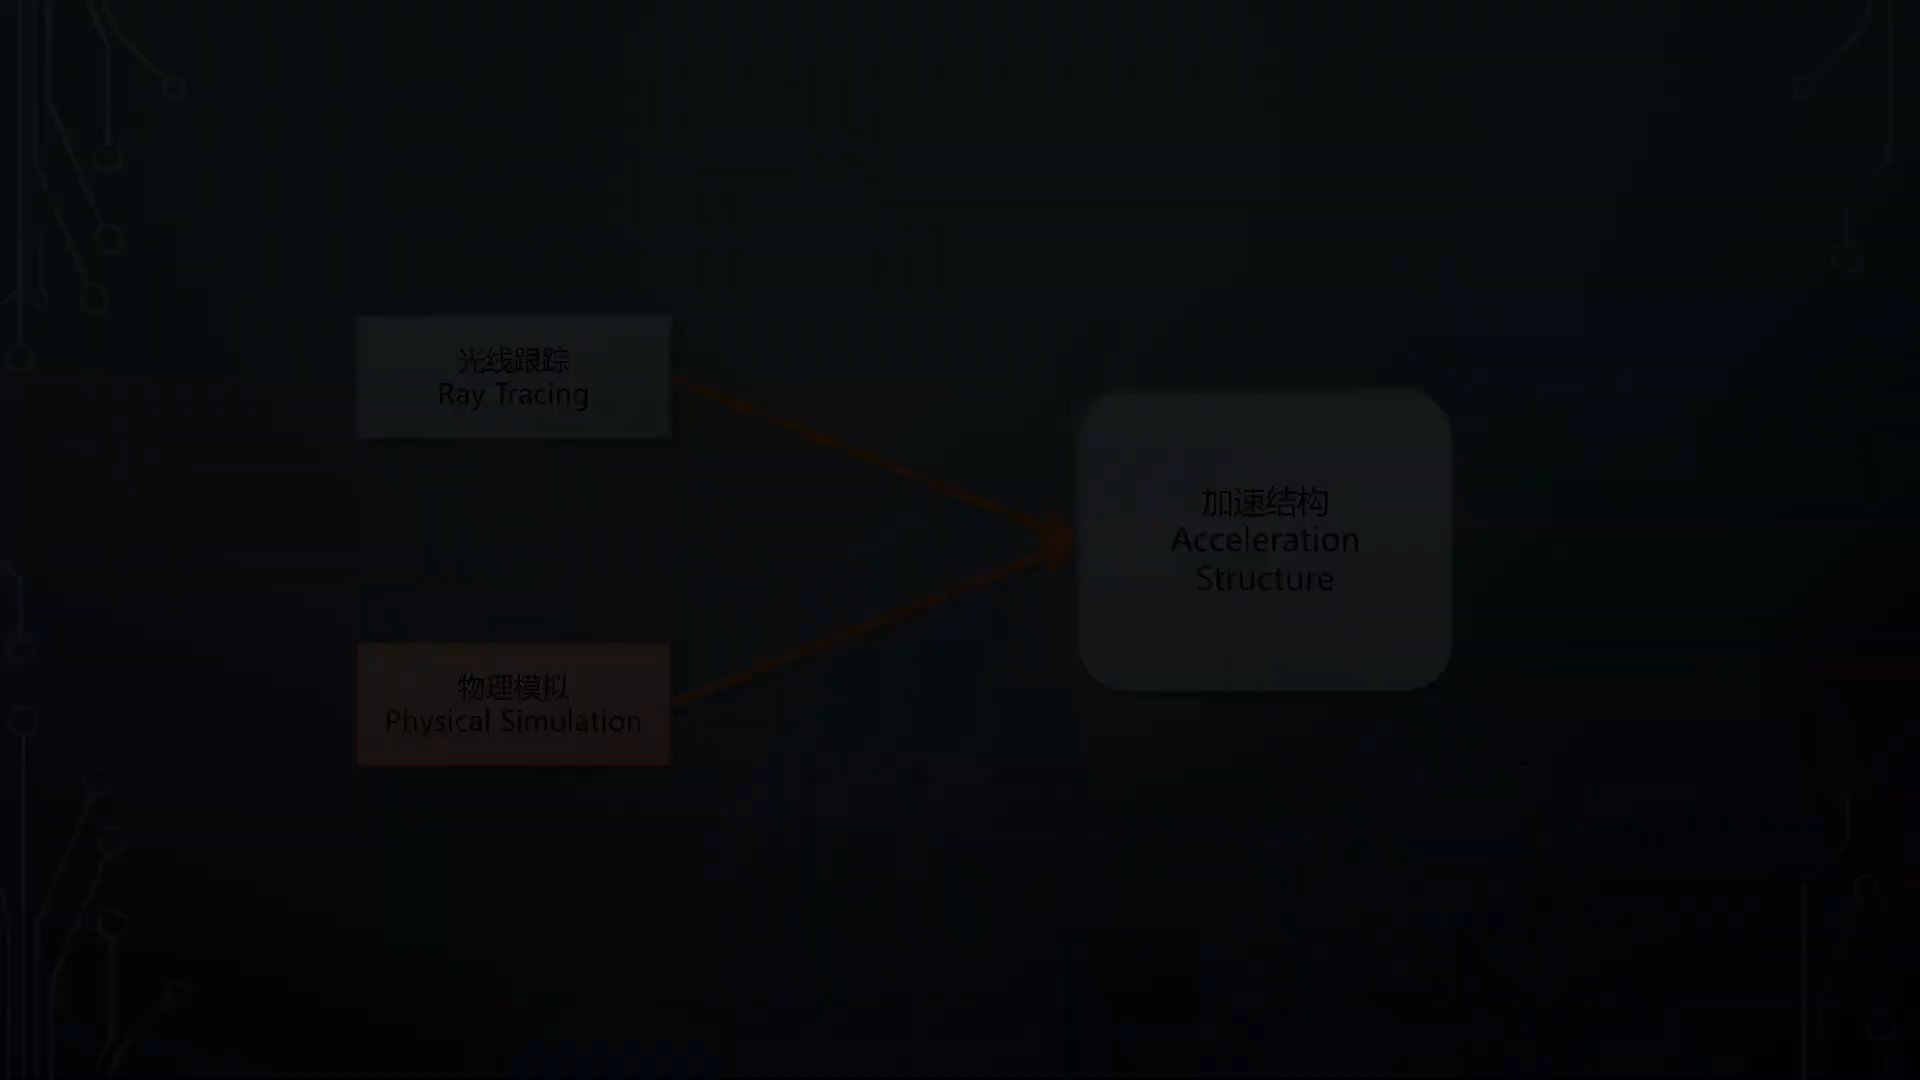 光线跟踪
Ray Tracing
物理模拟
Physical Simulation
加速结构
Acceleration
Structure